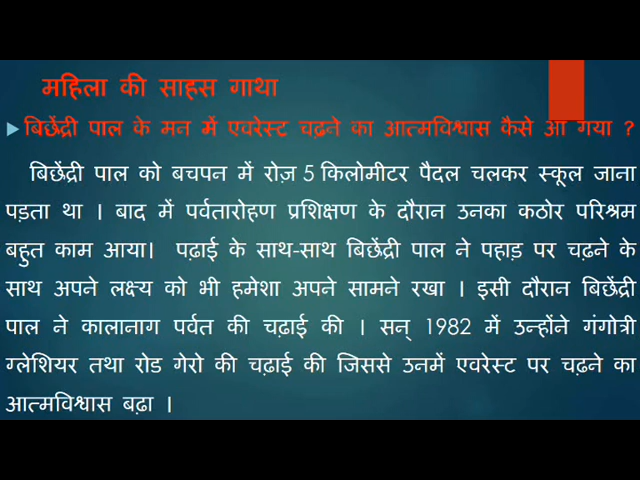 महिला की साहस गाथा
बिछेंद्री पाल के मन में एवरेस्ट चढ़ने का आत्मविश्वास कैसे आ गया ?
बिछेंद्री पाल को बचपन में रोज़ 5 किलोमीटर पैदल चलकर स्कूल जाना
पड़ता था । बाद में पर्वतारोहण प्रशिक्षण के दौरान उनका कठोर परिश्रम
बहुत काम आया। पढ़ाई के साथ-साथ बिछेंद्री पाल ने पहाड़ पर चढ़ने के
साथ अपने लक्ष्य को भी हमेशा अपने सामने रखा । इसी दौरान बिछेंद्री
पाल ने कालानाग पर्वत की चढ़ाई की । सन् 1982 में उन्होंने गंगोत्री
ग्लेशियर तथा रोड गेरो की चढ़ाई की जिससे उनमें एवरेस्ट पर चढ़ने का
आत्मविश्वास बढ़ा ।